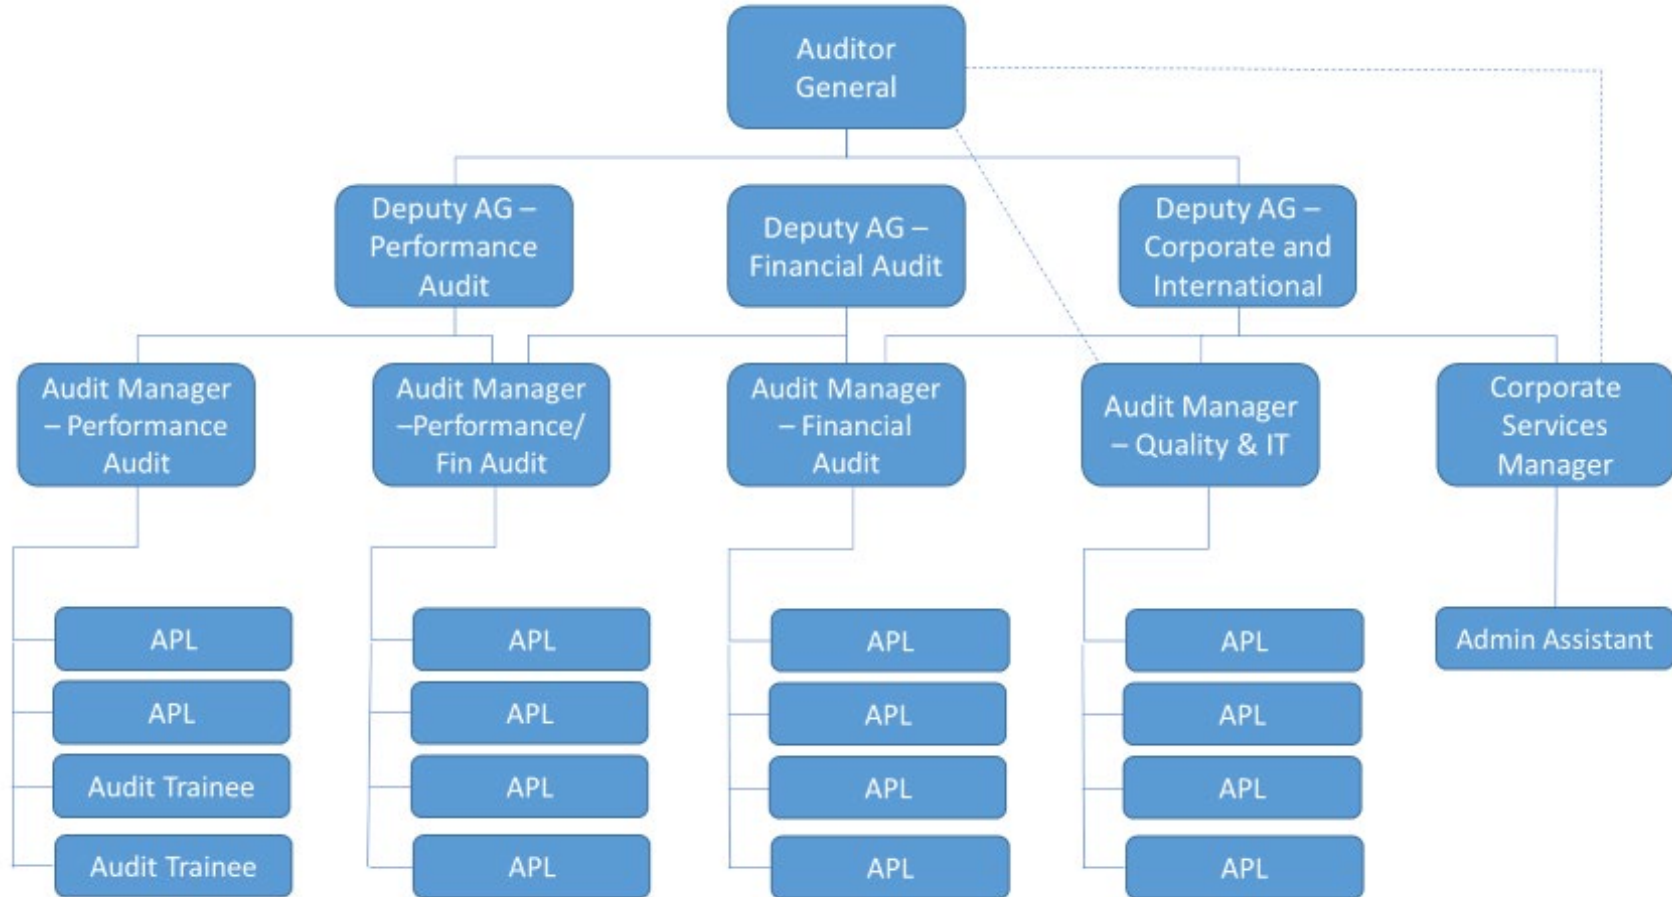 Auditor
General
Deputy AG –
Performance
Audit
Deputy AG –
Financial Audit
Deputy AG –
Corporate and
International
Audit Manager
– Performance
Audit
Audit Manager
–Performance/
Fin Audit
Audit Manager
– Financial
Audit
Audit Manager
– Quality & IT
Corporate
Services
Manager
APL
APL
APL
APL
Admin Assistant
APL
APL
APL
APL
Audit Trainee
APL
APL
APL
Audit Trainee
APL
APL
APL